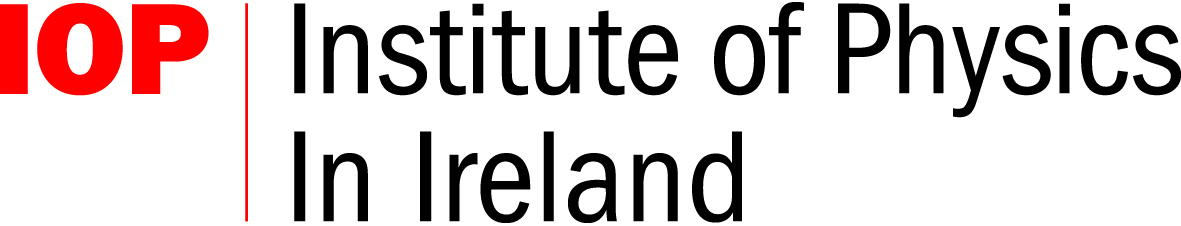 IOP
Institute of Physics
In Ireland